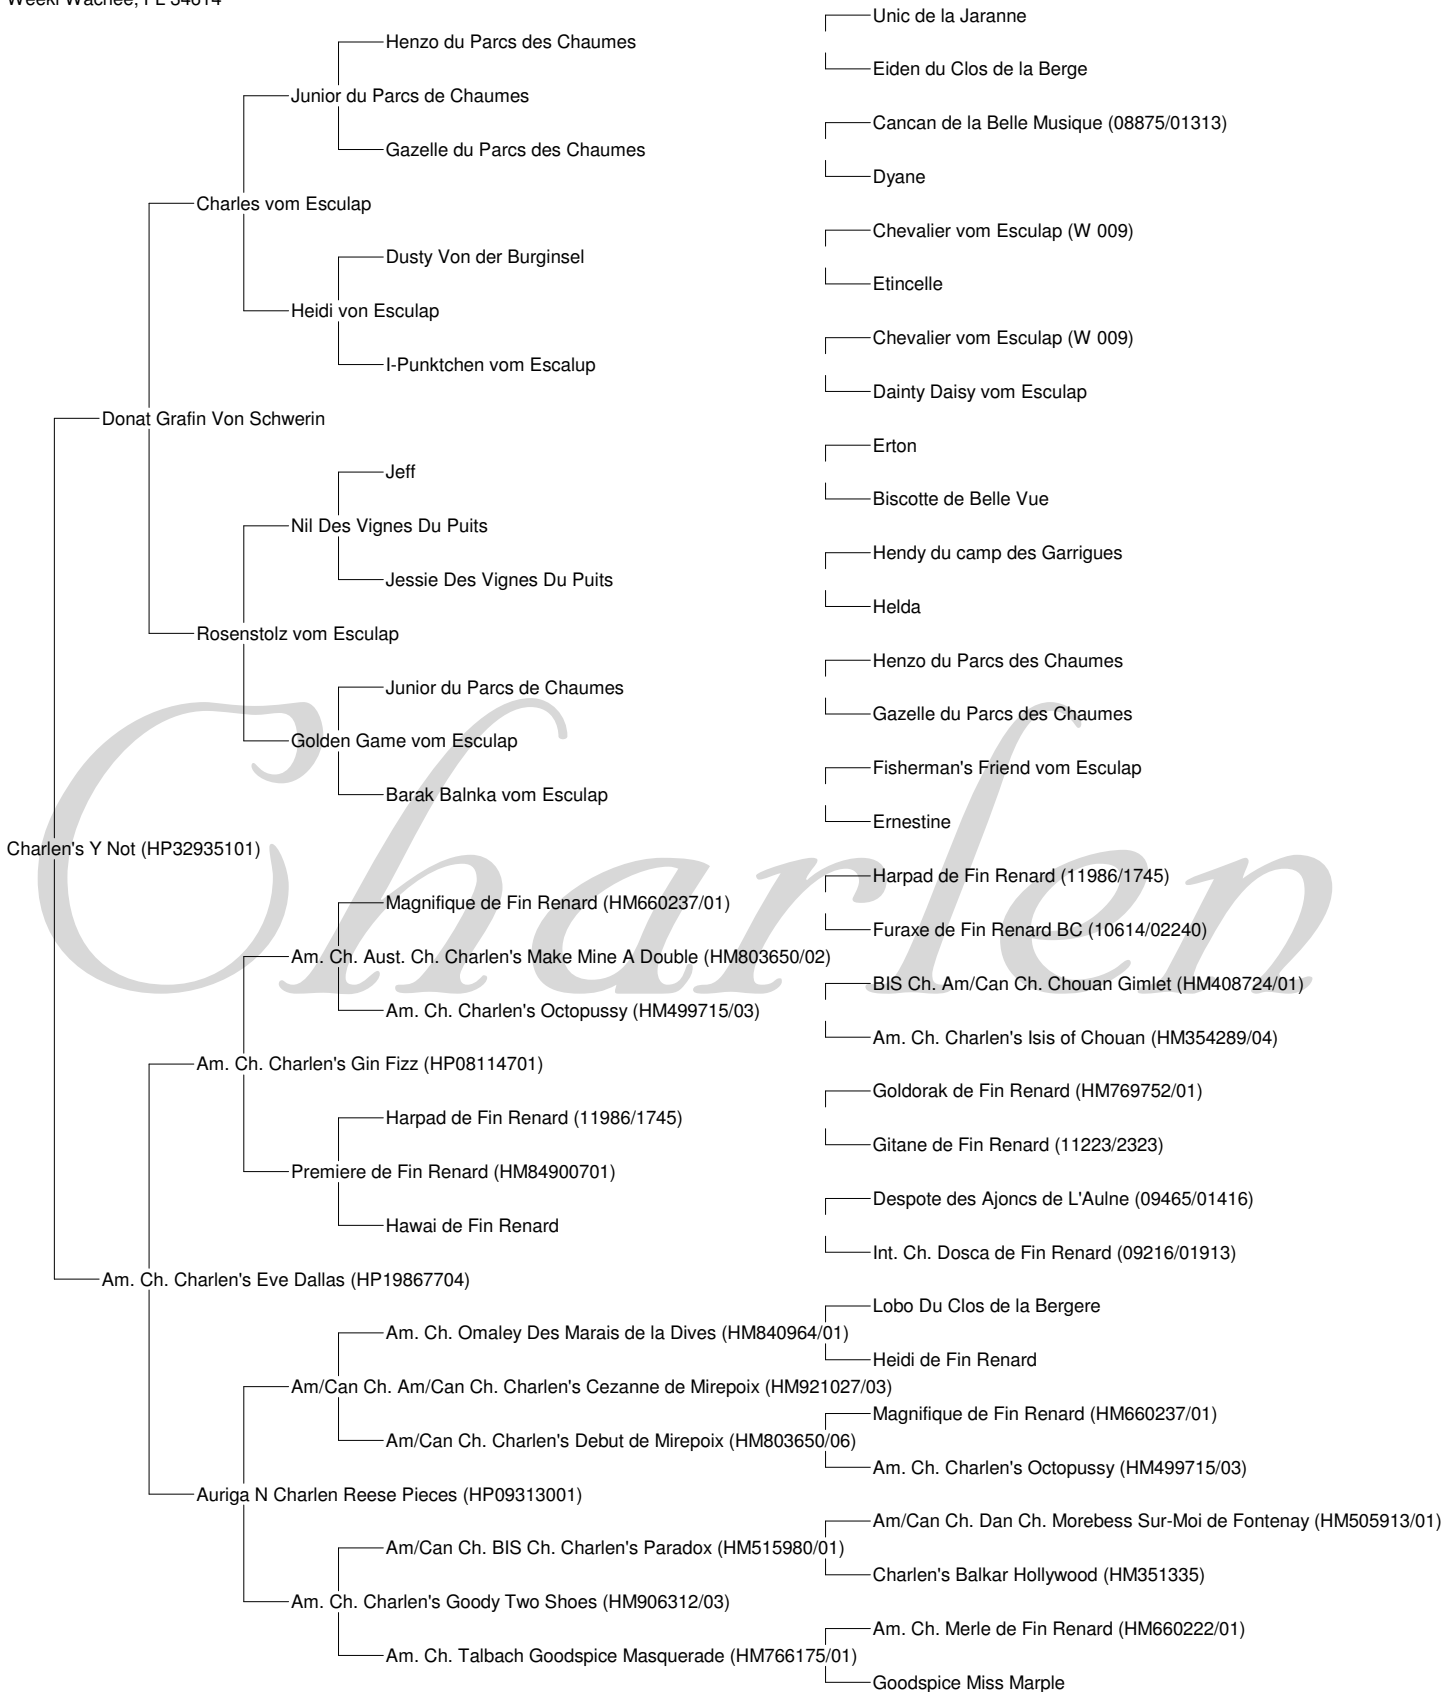 Weeki Wachee, FL 34614
Unic de la Jaranne
Henzo du Parcs des Chaumes
Eiden du Clos de la Berge
Junior du Parcs de Chaumes
Cancan de la Belle Musique (08875/01313)
Gazelle du Parcs des Chaumes
Dyane
Charles vom Esculap
Chevalier vom Esculap (W 009)
Dusty Von der Burginsel
Etincelle
Heidi von Esculap
Chevalier vom Esculap (W 009)
I-Punktchen vom Escalup
Dainty Daisy vom Esculap
Donat Grafin Von Schwerin
Erton
Jeff
Biscotte de Belle Vue
Nil Des Vignes Du Puits
Hendy du camp des Garrigues
Jessie Des Vignes Du Puits
Helda
Rosenstolz vom Esculap
Henzo du Parcs des Chaumes
Junior du Parcs de Chaumes
Gazelle du Parcs des Chaumes
Golden Game vom Esculap
Fisherman's Friend vom Esculap
Barak Balnka vom Esculap
Ernestine
Charlen's Y Not (HP32935101)
Charlen
Harpad de Fin Renard (11986/1745)
Magnifique de Fin Renard (HM660237/01)
Furaxe de Fin Renard BC (10614/02240)
Am. Ch. Aust. Ch. Charlen's Make Mine A Double (HM803650/02)
BIS Ch. Am/Can Ch. Chouan Gimlet (HM408724/01)
Am. Ch. Charlen's Octopussy (HM499715/03)
Am. Ch. Charlen's Isis of Chouan (HM354289/04)
Am. Ch. Charlen's Gin Fizz (HP08114701)
Goldorak de Fin Renard (HM769752/01)
Harpad de Fin Renard (11986/1745)
Gitane de Fin Renard (11223/2323)
Premiere de Fin Renard (HM84900701)
Despote des Ajoncs de L'Aulne (09465/01416)
Hawai de Fin Renard
Int. Ch. Dosca de Fin Renard (09216/01913)
Am. Ch. Charlen's Eve Dallas (HP19867704)
Lobo Du Clos de la Bergere
Am. Ch. Omaley Des Marais de la Dives (HM840964/01)
Heidi de Fin Renard
Am/Can Ch. Am/Can Ch. Charlen's Cezanne de Mirepoix (HM921027/03)
Magnifique de Fin Renard (HM660237/01)
Am/Can Ch. Charlen's Debut de Mirepoix (HM803650/06)
Am. Ch. Charlen's Octopussy (HM499715/03)
Auriga N Charlen Reese Pieces (HP09313001)
Am/Can Ch. Dan Ch. Morebess Sur-Moi de Fontenay (HM505913/01)
Am/Can Ch. BIS Ch. Charlen's Paradox (HM515980/01)
Charlen's Balkar Hollywood (HM351335)
Am. Ch. Charlen's Goody Two Shoes (HM906312/03)
Am. Ch. Merle de Fin Renard (HM660222/01)
Am. Ch. Talbach Goodspice Masquerade (HM766175/01)
Goodspice Miss Marple